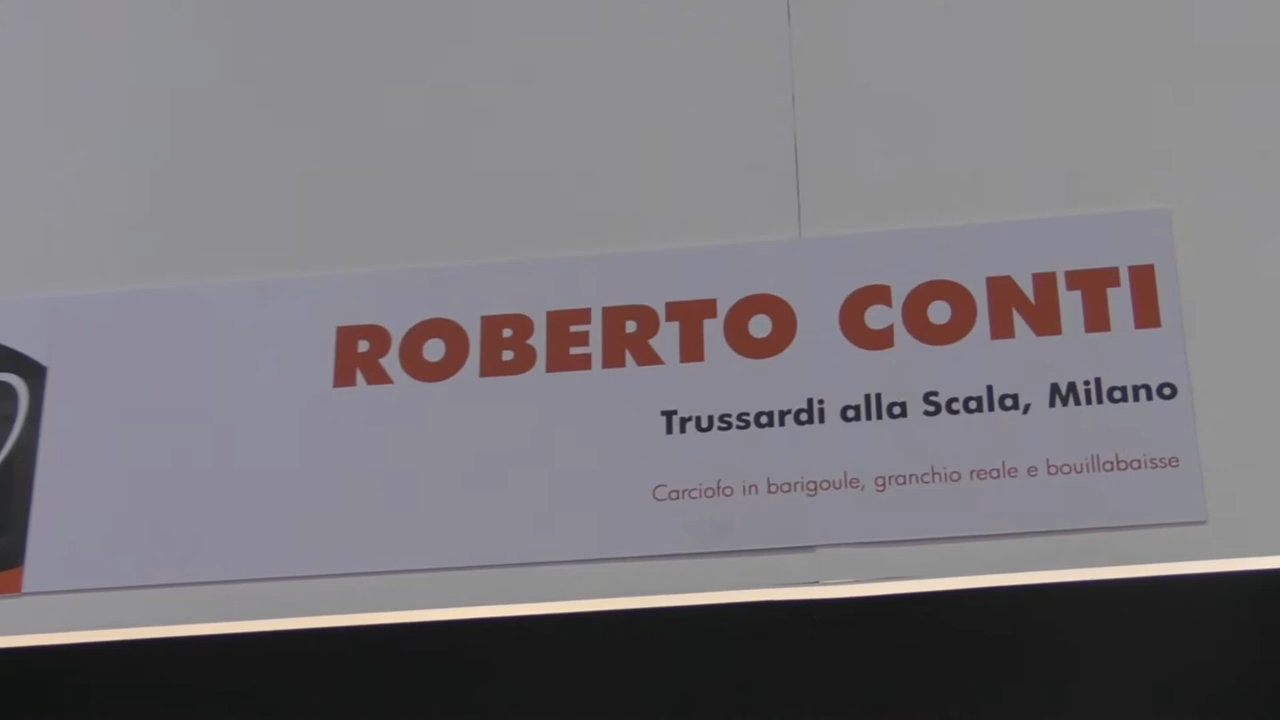 ROBERTO CONTI
Trussardi alla Scala, Milano
Carciofo in barigoule, granchio reale e bouillabaisse